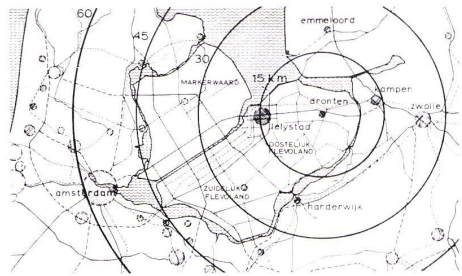 60
emmeloord
45
30
MARKERWAARD
15 km
kampen
dronten
zwolle
lelystad
OOSTELIJK
FLEVOLAND
amsterdam
ZUIDELIJK
FLEVOLAND
harderwijk